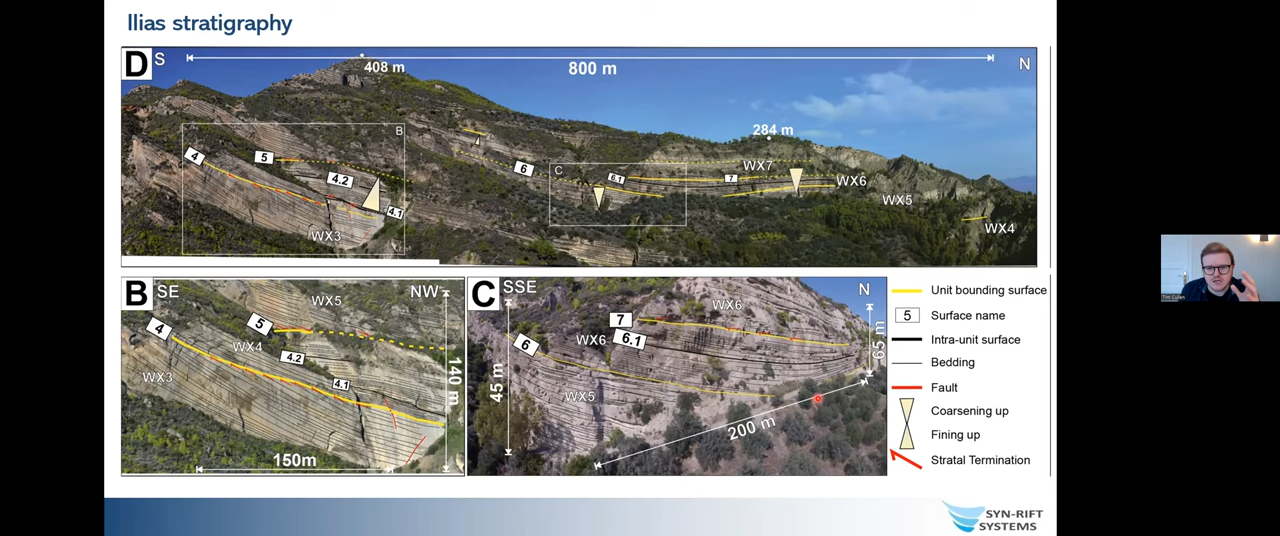 Ilias stratigraphy
D
S
408 m
800 m
N
284 m
B
4
5
4.2
4.1
WX3
6
C
6.1
7
WX7
WX6
WX5
WX4
B
SE
NW
WX5
5
4
WX4
4.2
4.1
WX3
140 m
150m
C
SSE
N
WX6
7
6.1
WX6
6
WX5
45 m
65 m
200 m
Unit bounding surface
5
Surface name
Intra-unit surface
Bedding
Fault
Coarsening up
Fining up
Stratal Termination
SYN-RIFT
SYSTEMS
Tim Cullen